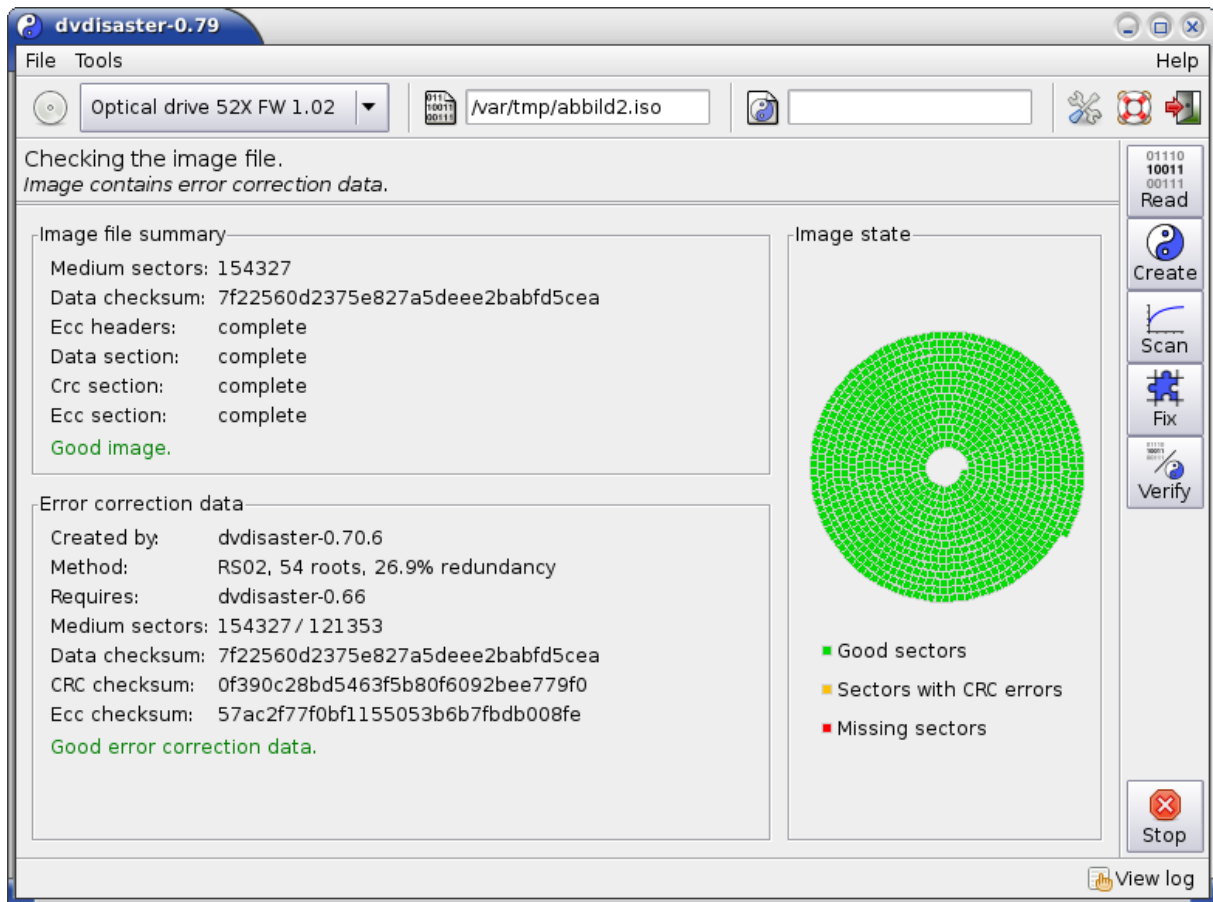 dvdisaster-0.79
File Tools Help
Optical drive 52X FW 1.02 /var/tmp/abbild2.iso
Checking the image file.
Image contains error correction data.
Image file summary
Medium sectors: 154327
Data checksum: 7f22560d2375e827a5deee2babfd5cea
Ecc headers: complete
Data section: complete
Crc section: complete
Ecc section: complete
Good image.
Error correction data
Created by: dvdisaster-0.70.6
Method: RS02, 54 roots, 26.9% redundancy
Requires: dvdisaster-0.66
Medium sectors: 154327 / 121353
Data checksum: 7f22560d2375e827a5deee2babfd5cea
CRC checksum: 0f390c28bd5463f5b80f6092bee779f0
Ecc checksum: 57ac2f77f0bf1155053b6b7fbdb008fe
Good error correction data.
Image state
Good sectors
Sectors with CRC errors
Missing sectors
01110
10011
00111
Read
Create
Scan
Fix
Verify
Stop
View log